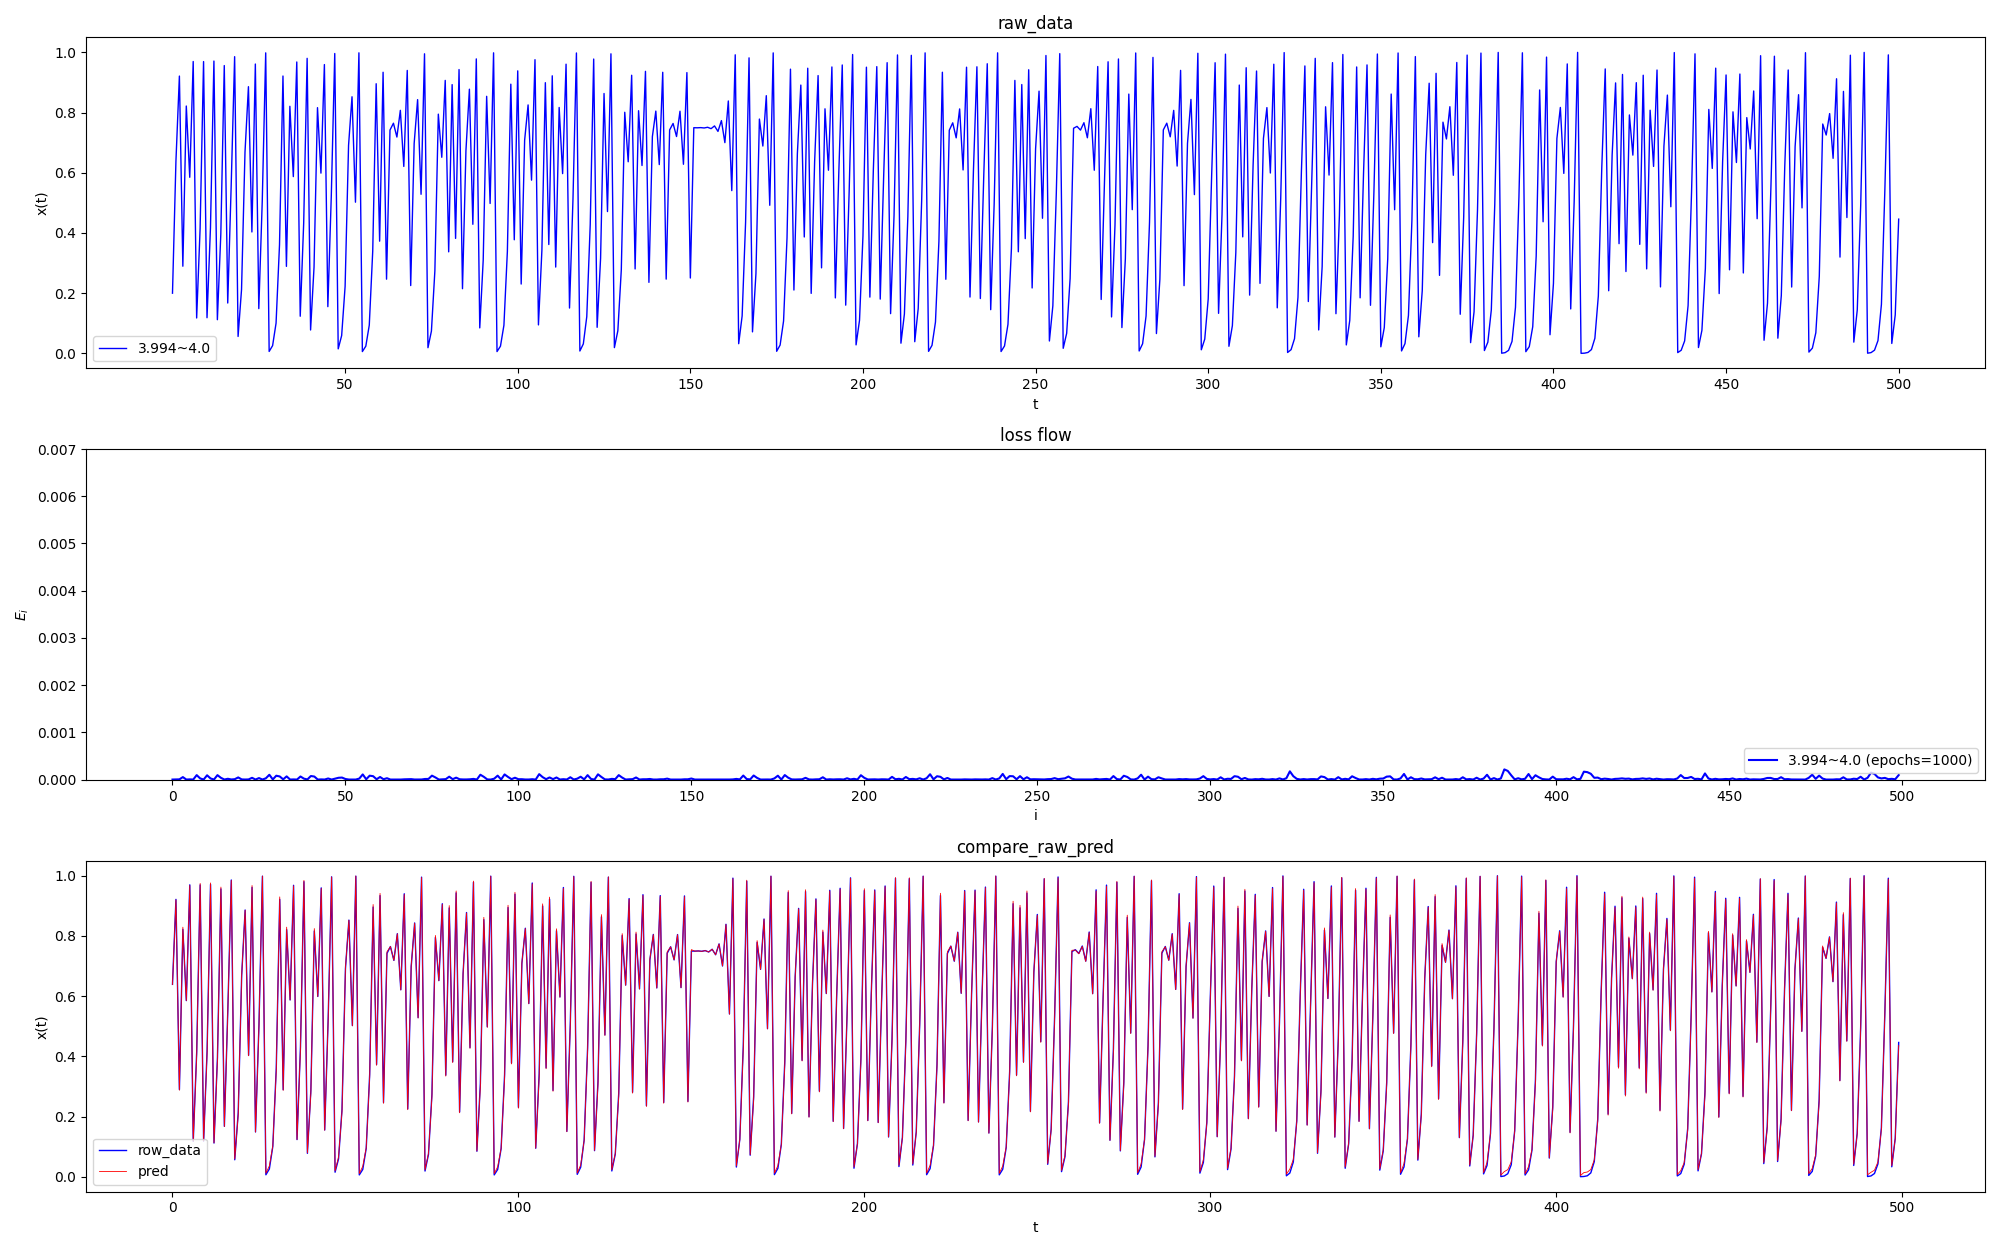 raw_data
1.0
0.8
0.6
0.4
0.2
0.0
x(t)
3.994~4.0
50 100 150 200 250 300 350 400 450 500
t
loss flow
0.007
0.006
0.005
0.004
0.003
0.002
0.001
0.000
E_i
3.994~4.0 (epochs=1000)
0 50 100 150 200 250 300 350 400 450 500
i
compare_raw_pred
1.0
0.8
0.6
0.4
0.2
0.0
x(t)
row_data
pred
0 100 200 300 400 500
t